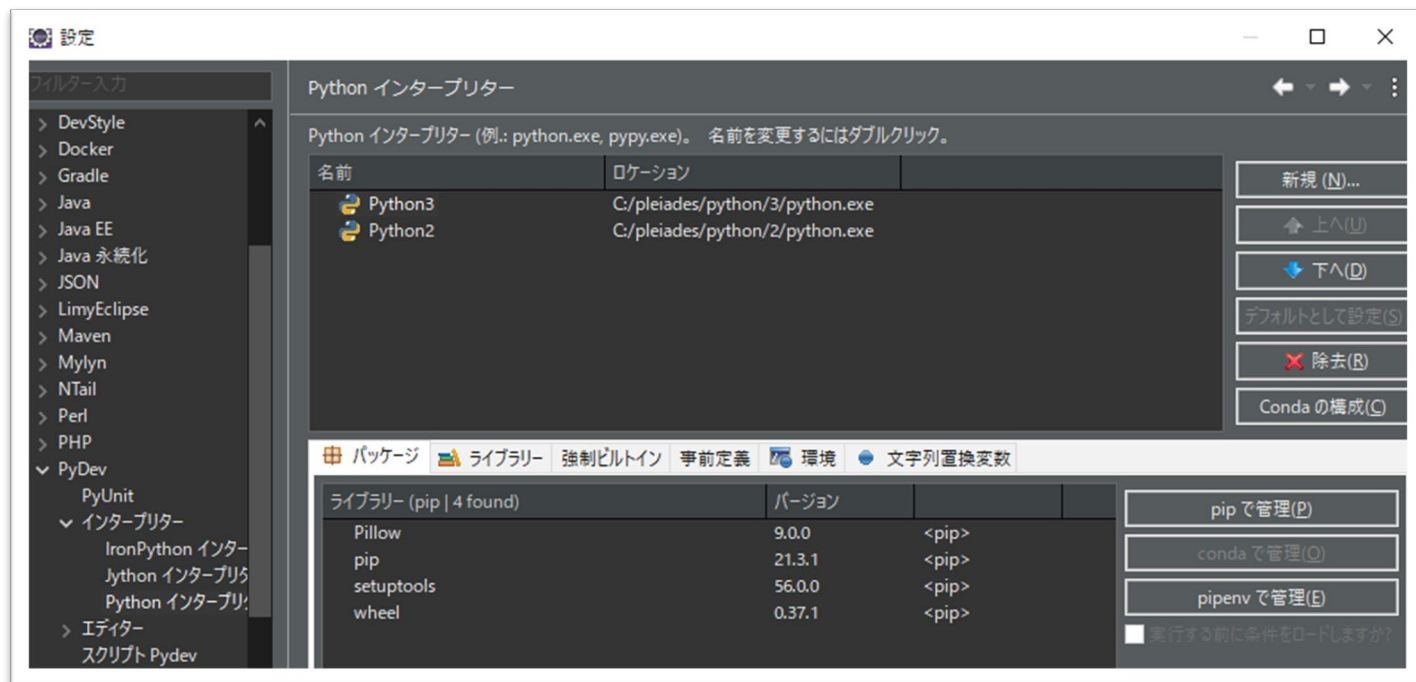 設定
フィルター入力
DevStyle
Docker
Gradle
Java
Java EE
Java 永続化
JSON
LimyEclipse
Maven
Mylyn
NTail
Perl
PHP
PyDev
PyUnit
インタープリター
IronPython インター
Jython インタープリタ
Python インタープリ
エディター
スクリプト Pydev
Python インタープリター
Python インタープリター (例.: python.exe, pypy.exe)。 名前を変更するにはダブルクリック。
名前 ロケーション
Python3 C:/pleiades/python/3/python.exe
Python2 C:/pleiades/python/2/python.exe
新規 (N)...
上へ(U)
下へ(D)
デフォルトとして設定(S)
除去(R)
Conda の構成(C)
パッケージ ライブラリー 強制ビルトイン 事前定義 環境 文字列置換変数
ライブラリー (pip | 4 found) バージョン
Pillow 9.0.0 <pip>
pip 21.3.1 <pip>
setuptools 56.0.0 <pip>
wheel 0.37.1 <pip>
pip で管理(P)
conda で管理(O)
pipenv で管理(E)
実行する前に条件をロードしますか?